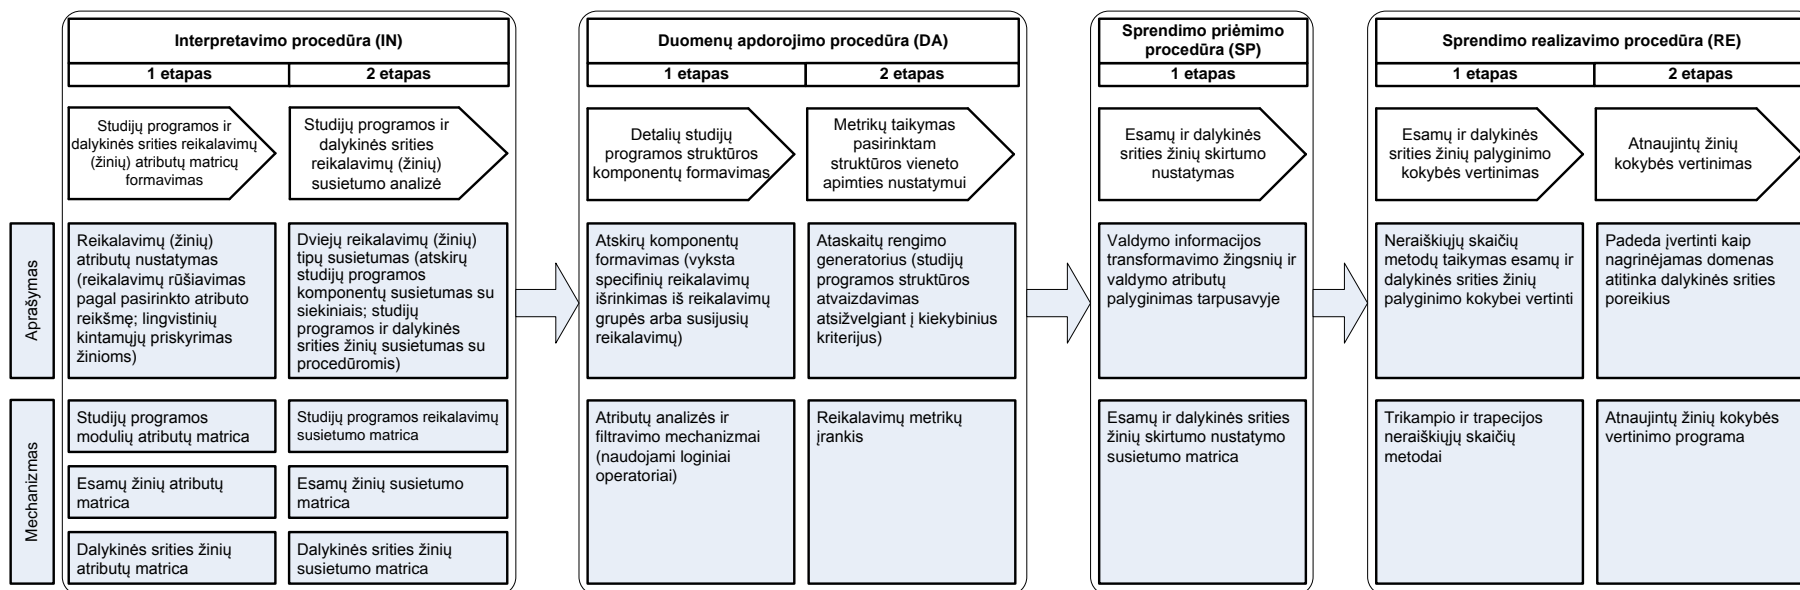 Interpretavimo procedūra (IN)
1 etapas
2 etapas
Duomenų apdorojimo procedūra (DA)
1 etapas
2 etapas
Sprendimo priėmimo
procedūra (SP)
1 etapas
Sprendimo realizavimo procedūra (RE)
1 etapas
2 etapas
Studijų programos ir
dalykinės srities reikalavimų
(žinių) atributų matricų
formavimas
Studijų programos ir
dalykinės srities
reikalavimų (žinių)
susietumo analizė
Detalių studijų
programos struktūros
komponentų formavimas
Metrikų taikymas
pasirinktam
struktūros vieneto
apimties nustatymui
Esamų ir dalykinės
srities žinių skirtumo
nustatymas
Esamų ir dalykinės
srities žinių palyginimo
kokybės vertinimas
Atnaujintų žinių
kokybės vertinimas
Aprašymas
Reikalavimų (žinių)
atributų nustatymas
(reikalavimų rūšiavimas
pagal pasirinkto atributo
reikšmę; lingvistinių
kintamųjų priskyrimas
žinioms)
Dviejų reikalavimų (žinių)
tipų susietumas (atskirų
studijų programos
komponentų susietumas su
siekiniais; studijų
programos ir dalykinės
srities žinių susietumas su
procedūromis)
Atskirų komponentų
formavimas (vyksta
specifinių reikalavimų
išrinkimas iš reikalavimų
grupės arba susijusių
reikalavimų)
Ataskaitų rengimo
generatorius (studijų
programos struktūros
atvaizdavimas
atsižvelgiant į kiekybinius
kriterijus)
Valdymo informacijos
transformavimo žingsnių ir
valdymo atributų
palyginimas tarpusavyje
Neraiškiųjų skaičių
metodų taikymas esamų ir
dalykinės srities žinių
palyginimo kokybei vertinti
Padeda įvertinti kaip
nagrinėjamas domenas
atitinka dalykinės srities
poreikius
Mechanizmas
Studijų programos
modulių atributų matrica
Studijų programos reikalavimų
susietumo matrica
Esamų žinių atributų
matrica
Esamų žinių susietumo
matrica
Dalykinės srities žinių
atributų matrica
Dalykinės srities žinių
susietumo matrica
Atributų analizės ir
filtravimo mechanizmai
(naudojami loginiai
operatoriai)
Reikalavimų metrikų
įrankis
Esamų ir dalykinės srities
žinių skirtumo nustatymo
susietumo matrica
Trikampio ir trapecijos
neraiškiųjų skaičių
metodai
Atnaujintų žinių kokybės
vertinimo programa